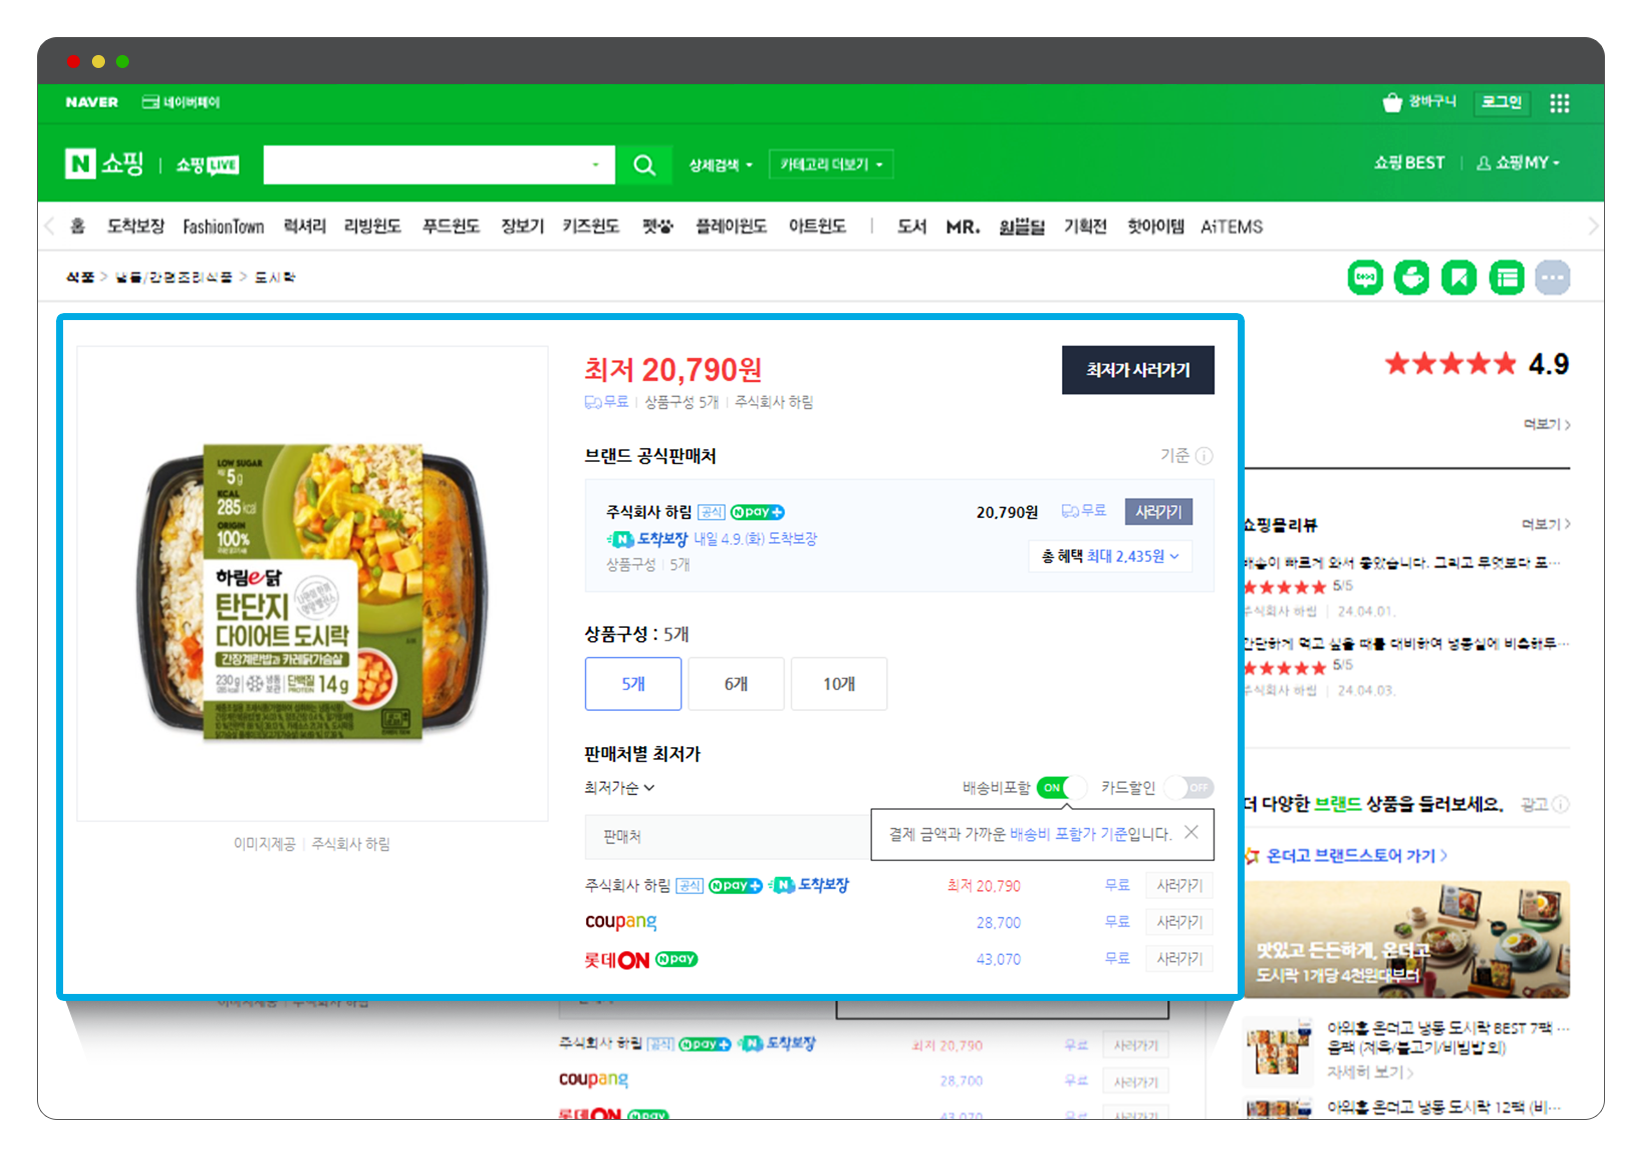 NAVER 네이버페이 장바구니 로그인
N 쇼핑 | 쇼핑LIVE 상세검색 카테고리 더보기 쇼핑BEST 쇼핑MY
홈 도착보장 FashionTown 럭셔리 리빙윈도 푸드윈도 장보기 키즈윈도 펫 플레이윈도 아트윈도 | 도서 MR. 원쁠딜 기획전 핫아이템 AiTEMS
식품 > 냉동/간편조리식품 > 도시락
최저 20,790원
최저가 사러가기
무료 | 상품구성 5개 | 주식회사 하림
브랜드 공식판매처 기준
주식회사 하림 공식 N pay+ 20,790원 무료 사러가기
N 도착보장 내일 4.9.(화) 도착보장
총 혜택 최대 2,435원
상품구성 | 5개
상품구성 : 5개
5개 6개 10개
판매처별 최저가
최저가순 배송비포함 ON 카드할인 OFF
판매처
결제 금액과 가까운 배송비 포함가 기준입니다.
주식회사 하림 공식 N pay+ N 도착보장 최저 20,790 무료 사러가기
coupang 28,700 무료 사러가기
롯데ON N pay 43,070 무료 사러가기
LOW SUGAR
5g
KCAL
285 kcal
ORIGIN
100%
하림e닭
탄단지
다이어트 도시락
간장계란밥과 카레닭가슴살
230g 냉동보관 단백질 PROTEIN 14g
이미지제공 | 주식회사 하림
4.9
더보기 >
쇼핑몰리뷰 더보기 >
배송이 빠르게 와서 좋았습니다. 그리고 무엇보다 포…
5/5
주식회사 하림 | 24.04.01.
간단하게 먹고 싶을 때를 대비하여 냉동실에 비축해두…
5/5
주식회사 하림 | 24.04.03.
더 다양한 브랜드 상품을 둘러보세요. 광고
온더고 브랜드스토어 가기 >
맛있고 든든하게, 온더고
도시락 1개당 4천원대부터
아워홈 온더고 냉동 도시락 BEST 7팩 …
음팩 (제육/불고기/비빔밥 외)
자세히 보기 >
아워홈 온더고 냉동 도시락 12팩 (비…
이미지제공 | 주식회사 하림
주식회사 하림 공식 N pay+ N 도착보장 최저 20,790 무료 사러가기
coupang 28,700 무료 사러가기
롯데ON N pay 43,070 무료 사러가기